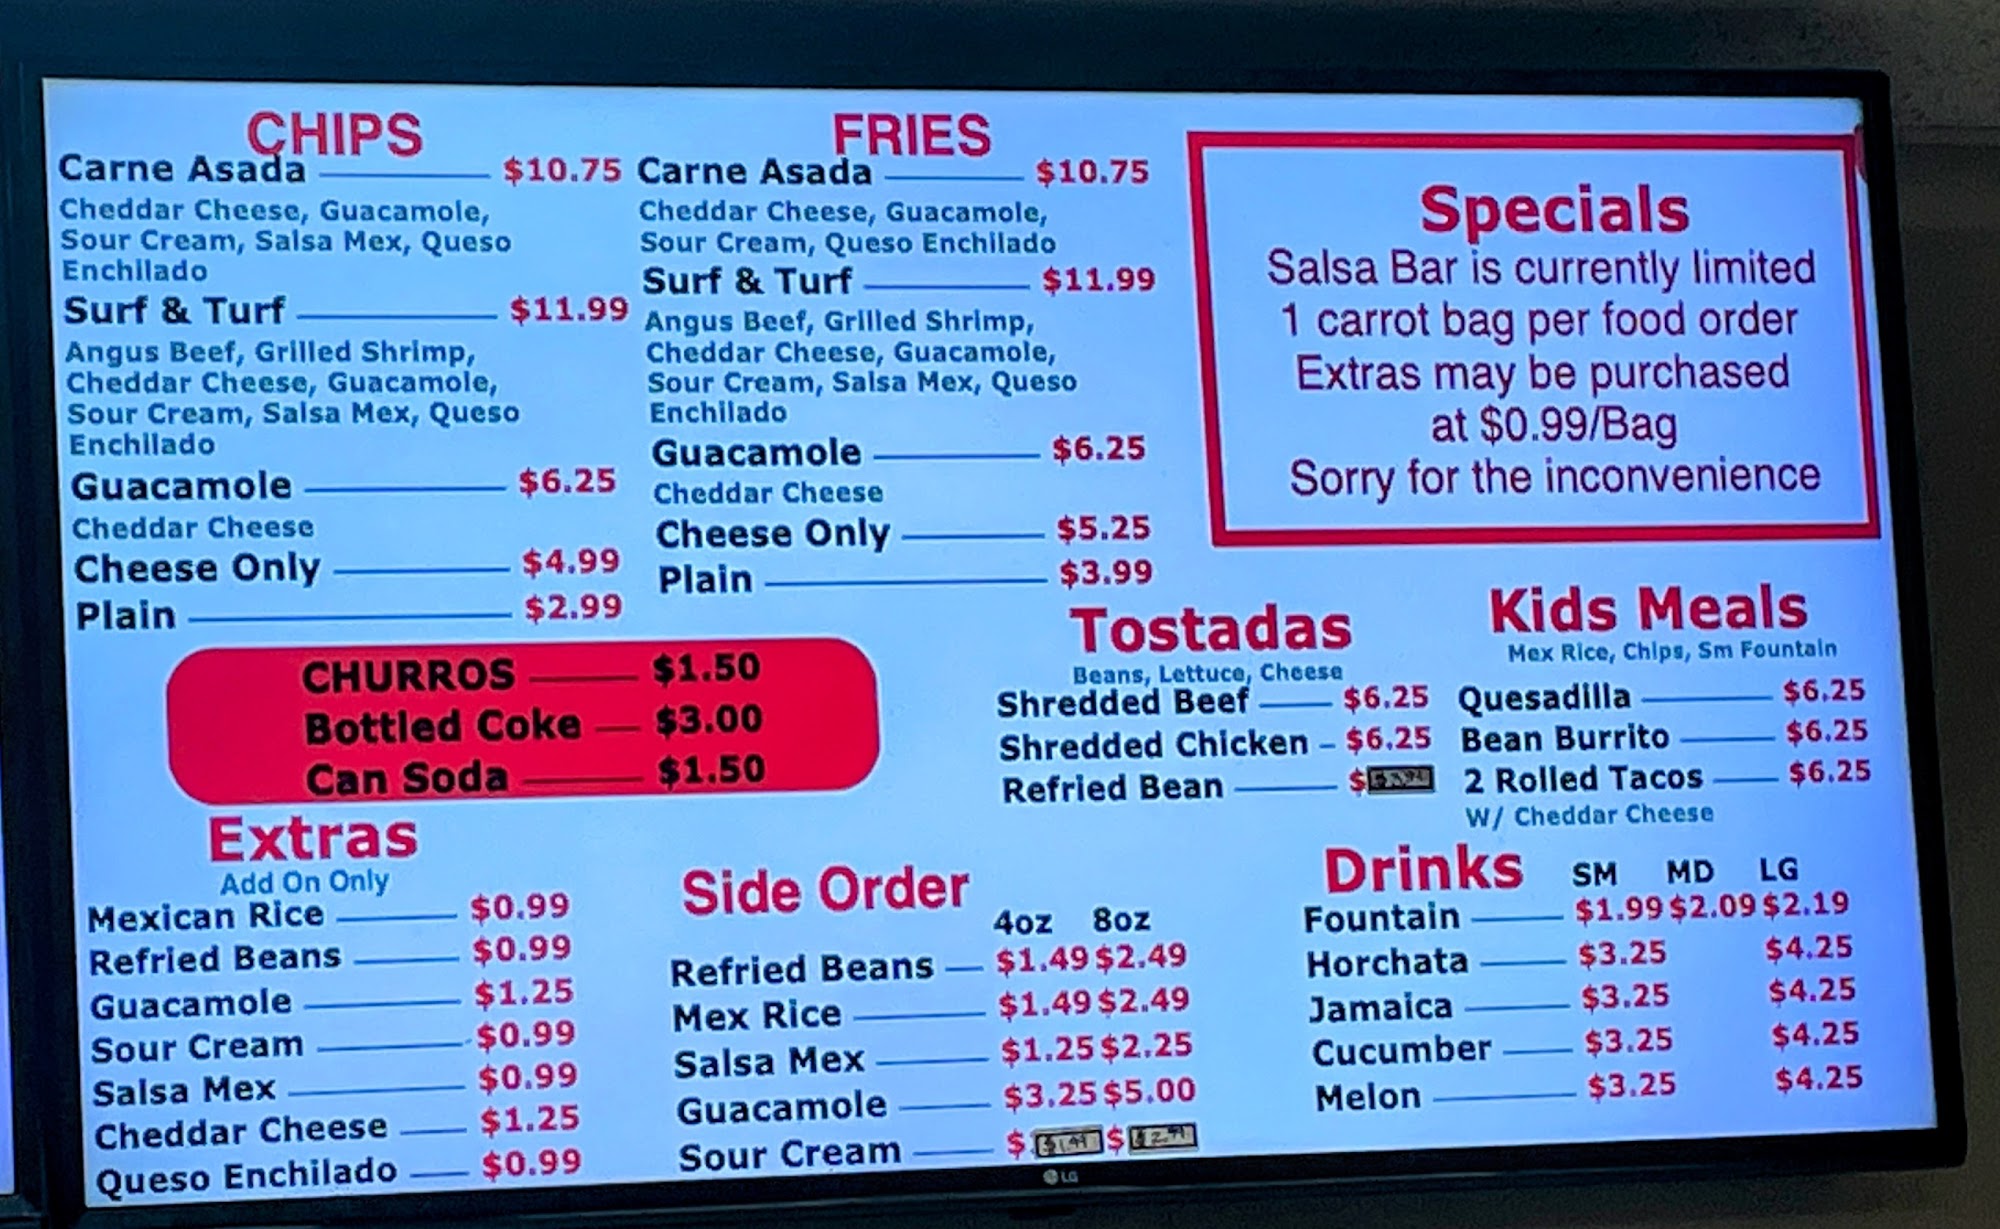 CHIPS
Carne Asada $10.75
Cheddar Cheese, Guacamole,
Sour Cream, Salsa Mex, Queso
Enchilado
Surf & Turf $11.99
Angus Beef, Grilled Shrimp,
Cheddar Cheese, Guacamole,
Sour Cream, Salsa Mex, Queso
Enchilado
Guacamole $6.25
Cheddar Cheese
Cheese Only $4.99
Plain $2.99
FRIES
Carne Asada $10.75
Cheddar Cheese, Guacamole,
Sour Cream, Queso Enchilado
Surf & Turf $11.99
Angus Beef, Grilled Shrimp,
Cheddar Cheese, Guacamole,
Sour Cream, Salsa Mex, Queso
Enchilado
Guacamole $6.25
Cheddar Cheese
Cheese Only $5.25
Plain $3.99
Specials
Salsa Bar is currently limited
1 carrot bag per food order
Extras may be purchased
at $0.99/Bag
Sorry for the inconvenience
CHURROS $1.50
Bottled Coke $3.00
Can Soda $1.50
Tostadas
Beans, Lettuce, Cheese
Shredded Beef $6.25
Shredded Chicken $6.25
Refried Bean $
Kids Meals
Mex Rice, Chips, Sm Fountain
Quesadilla $6.25
Bean Burrito $6.25
2 Rolled Tacos $6.25
W/ Cheddar Cheese
Extras
Add On Only
Mexican Rice $0.99
Refried Beans $0.99
Guacamole $1.25
Sour Cream $0.99
Salsa Mex $0.99
Cheddar Cheese $1.25
Queso Enchilado $0.99
Side Order
4oz 8oz
Refried Beans $1.49 $2.49
Mex Rice $1.49 $2.49
Salsa Mex $1.25 $2.25
Guacamole $3.25 $5.00
Sour Cream $ $
Drinks SM MD LG
Fountain $1.99 $2.09 $2.19
Horchata $3.25 $4.25
Jamaica $3.25 $4.25
Cucumber $3.25 $4.25
Melon $3.25 $4.25
LG